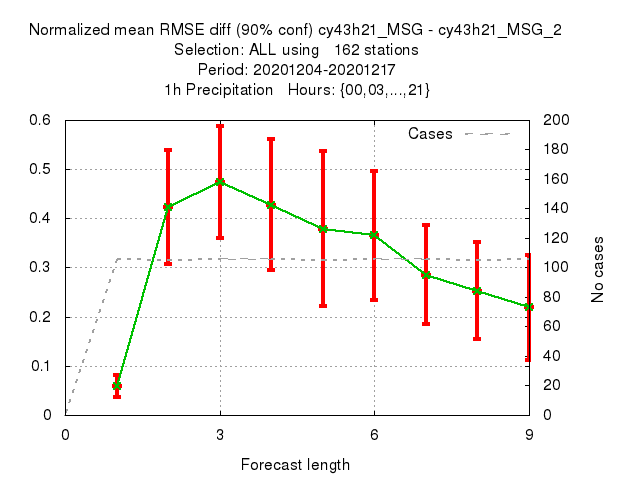 Normalized mean RMSE diff (90% conf) cy43h21_MSG - cy43h21_MSG_2
Selection: ALL using   162 stations
Period: 20201204-20201217
1h Precipitation   Hours: {00,03,...,21}
Cases
0.6
0.5
0.4
0.3
0.2
0.1
0
200
180
160
140
120
100
80
60
40
20
0
No cases
0 3 6 9
Forecast length